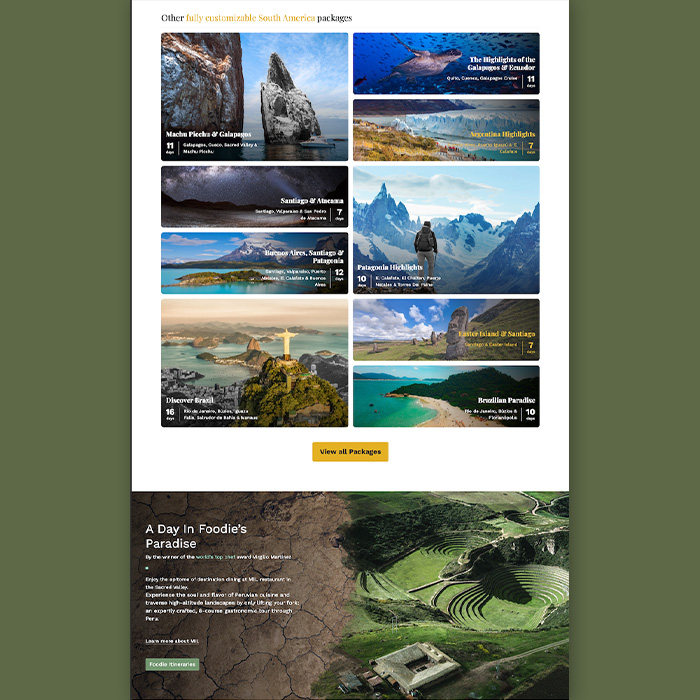 Other fully customizable South America packages
Machu Picchu & Galapagos
11
days
Galapagos, Cusco, Sacred Valley &
Machu Picchu
The Highlights of the
Galapagos & Ecuador
Quito, Cuenca, Galapagos Cruise
11
days
Argentina Highlights
Falls & El
Calafate
7
days
Santiago & Atacama
Santiago, Valparaiso & San Pedro
de Atacama
7
days
Buenos Aires, Santiago &
Patagonia
Santiago, Valparaiso, Puerto
Natales, El Calafate & Buenos
Aires
12
days
Patagonia Highlights
10
days
El Calafate, El Chalten, Puerto
Natales & Torres Del Paine
Discover Brazil
16
days
Rio de Janeiro, Búzios, Iguazu
Falls, Salvador de Bahia & Manaus
Easter Island & Santiago
Santiago & Easter Island
7
days
Brazilian Paradise
Rio de Janeiro, Búzios &
Florianópolis
10
days
View all Packages
A Day In Foodie's
Paradise
By the winner of the world's top chef award Virgilio Martinez
Enjoy the epitome of destination dining at MIL restaurant in
the Sacred Valley.
Experience the soul and flavor of Peruvian cuisine and
traverse high-altitude landscapes by only lifting your fork:
an expertly crafted, 8-course gastronomic tour through
Peru.
Learn more about MIL
Foodie Itineraries